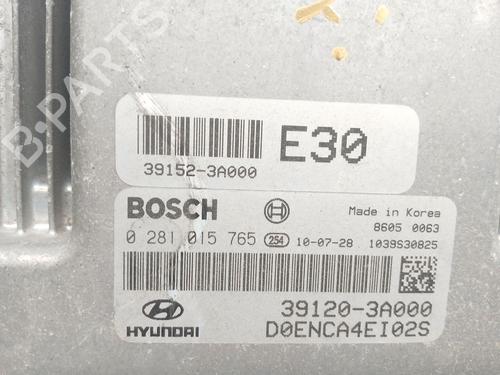 B-PARTS
E30
39152-3A000
BOSCH
Made in Korea
8605 0063
0 281 015 765 254 10-07-28 1039S30825
39120-3A000
HYUNDAI
D0ENCA4EI02S